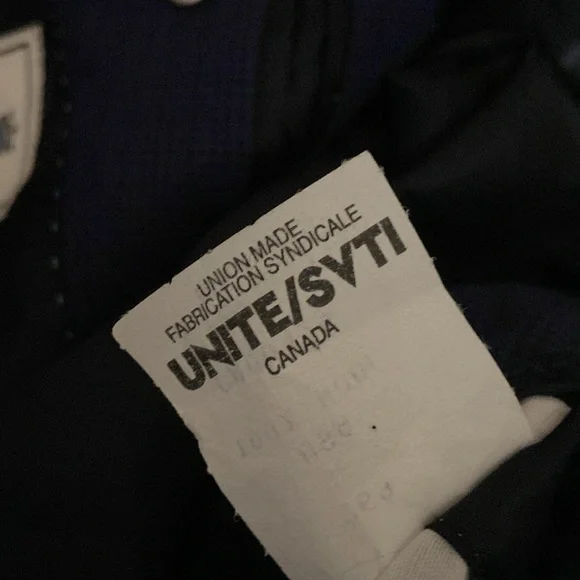 UNION MADE
FABRICATION SYNDICALE
UNITE/SVTI
CANADA